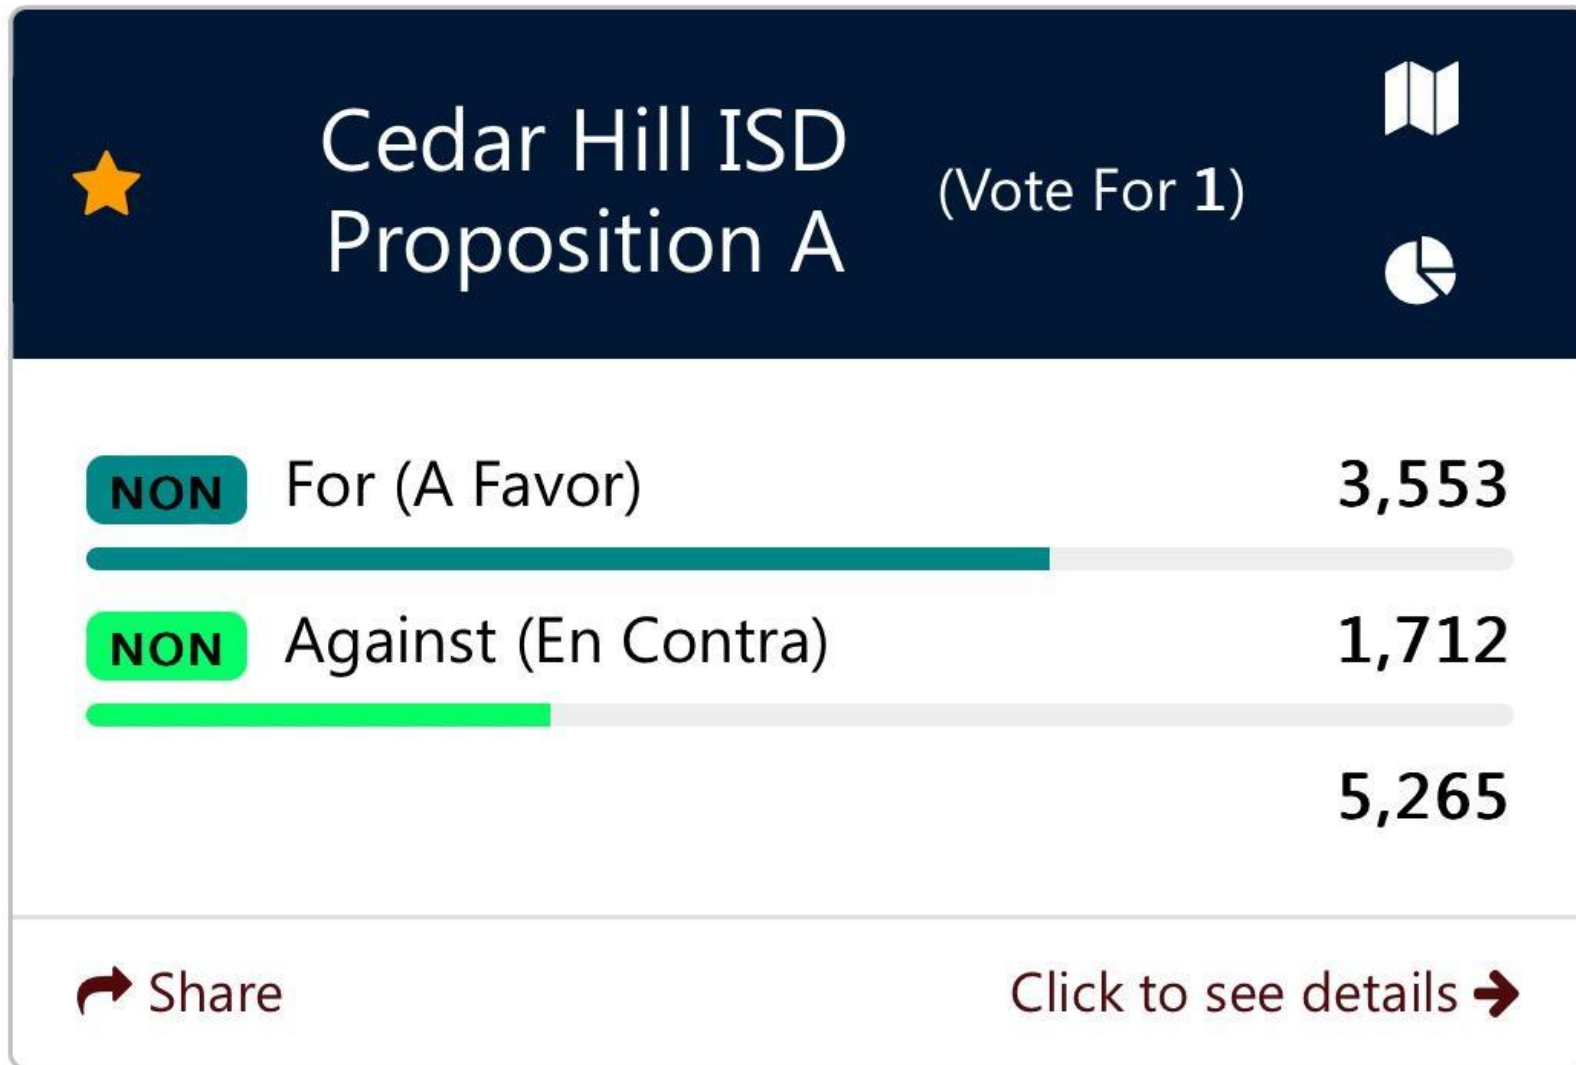 Cedar Hill ISD
Proposition A
(Vote For 1)
NON For (A Favor) 3,553
NON Against (En Contra) 1,712
5,265
Share
Click to see details